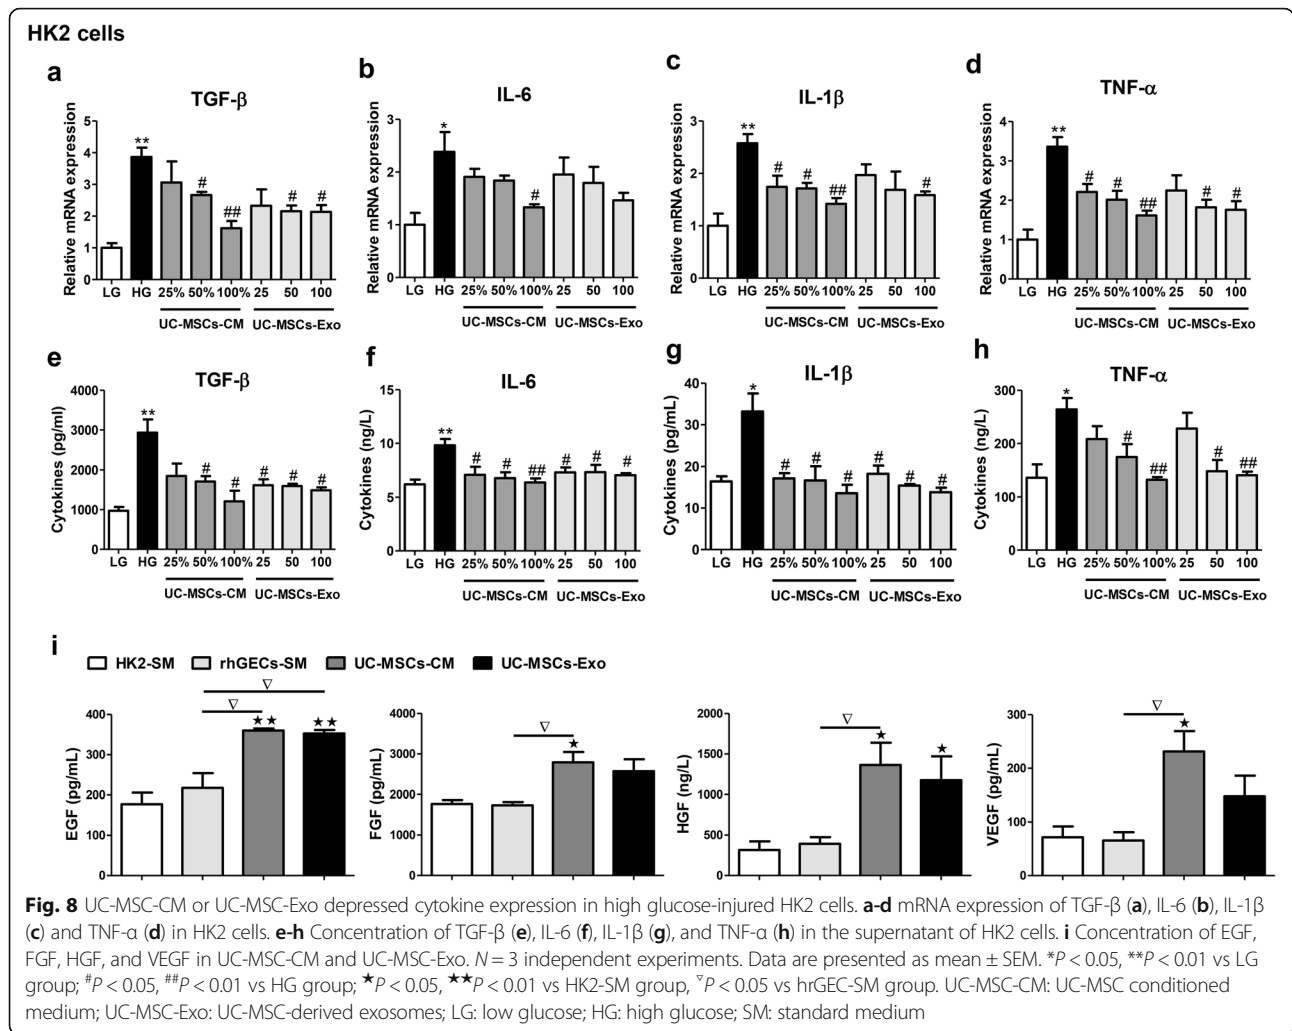 HK2 cells
a
TGF-β
Relative mRNA expression
5
4
3
2
1
0
**
#
##
#
#
LG HG 25% 50% 100% 25 50 100
UC-MSCs-CM UC-MSCs-Exo
b
IL-6
Relative mRNA expression
3
2
1
0
*
#
LG HG 25% 50% 100% 25 50 100
UC-MSCs-CM UC-MSCs-Exo
c
IL-1β
Relative mRNA expression
3
2
1
0
**
#
#
##
#
LG HG 25% 50% 100% 25 50 100
UC-MSCs-CM UC-MSCs-Exo
d
TNF-α
Relative mRNA expression
4
3
2
1
0
**
#
#
##
#
#
LG HG 25% 50% 100% 25 50 100
UC-MSCs-CM UC-MSCs-Exo
e
TGF-β
Cytokines (pg/ml)
4000
3000
2000
1000
0
**
#
#
#
#
#
LG HG 25% 50% 100% 25 50 100
UC-MSCs-CM UC-MSCs-Exo
f
IL-6
Cytokines (ng/L)
15
10
5
0
**
#
#
##
#
#
#
LG HG 25% 50% 100% 25 50 100
UC-MSCs-CM UC-MSCs-Exo
g
IL-1β
Cytokines (pg/mL)
40
30
20
10
0
*
#
#
#
#
#
#
LG HG 25% 50% 100% 25 50 100
UC-MSCs-CM UC-MSCs-Exo
h
TNF-α
Cytokines (ng/L)
300
200
100
0
*
#
##
#
##
LG HG 25% 50% 100% 25 50 100
UC-MSCs-CM UC-MSCs-Exo
i
HK2-SM rhGECs-SM UC-MSCs-CM UC-MSCs-Exo
EGF (pg/mL)
400
300
200
100
0
▽
▽
★★
★★
FGF (pg/mL)
4000
3000
2000
1000
0
▽
★
HGF (ng/L)
2000
1500
1000
500
0
▽
★
★
VEGF (pg/mL)
300
200
100
0
▽
★
Fig. 8 UC-MSC-CM or UC-MSC-Exo depressed cytokine expression in high glucose-injured HK2 cells. a-d mRNA expression of TGF-β (a), IL-6 (b), IL-1β
(c) and TNF-α (d) in HK2 cells. e-h Concentration of TGF-β (e), IL-6 (f), IL-1β (g), and TNF-α (h) in the supernatant of HK2 cells. i Concentration of EGF,
FGF, HGF, and VEGF in UC-MSC-CM and UC-MSC-Exo. N = 3 independent experiments. Data are presented as mean ± SEM. *P < 0.05, **P < 0.01 vs LG
group; #P < 0.05, ##P < 0.01 vs HG group; ★P < 0.05, ★★P < 0.01 vs HK2-SM group, ▽P < 0.05 vs hrGEC-SM group. UC-MSC-CM: UC-MSC conditioned
medium; UC-MSC-Exo: UC-MSC-derived exosomes; LG: low glucose; HG: high glucose; SM: standard medium